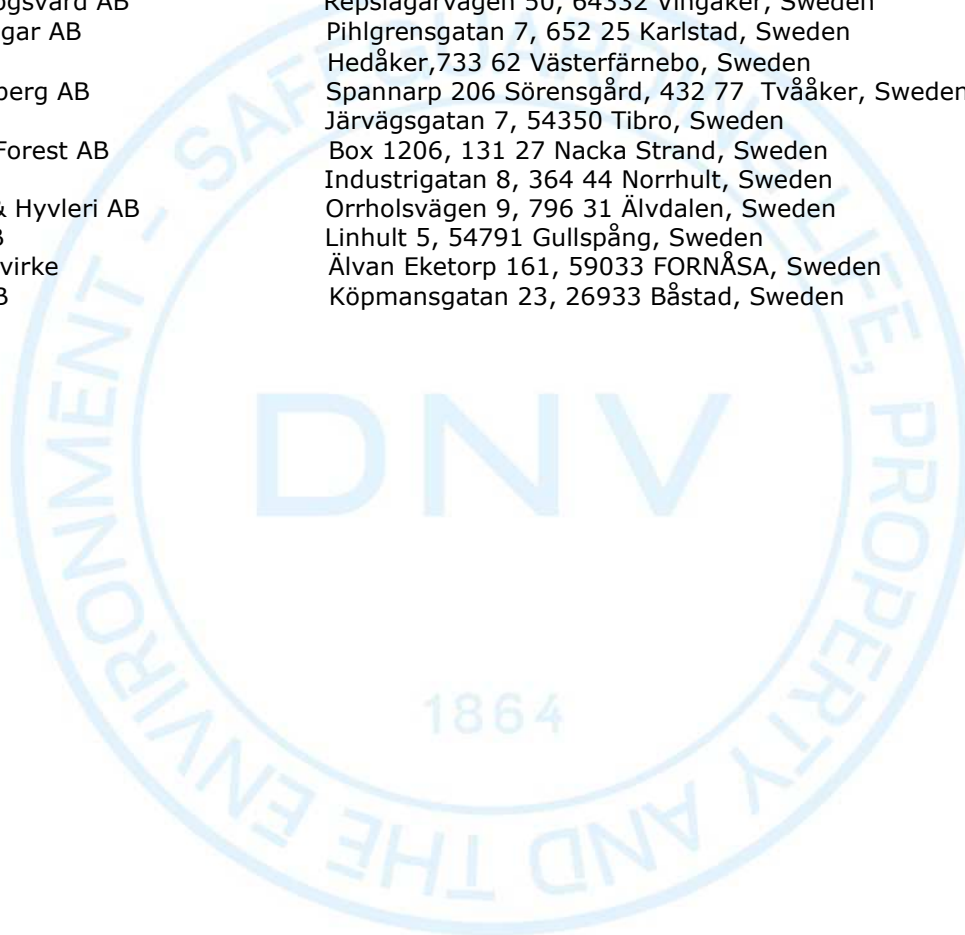 ogsvård AB Repslagarvägen 50, 64332 Vingåker, Sweden
gar AB Pihlgrensgatan 7, 652 25 Karlstad, Sweden
Hedåker,733 62 Västerfärnebo, Sweden
berg AB Spannarp 206 Sörensgård, 432 77 Tvååker, Sweden
Järvägsgatan 7, 54350 Tibro, Sweden
Forest AB Box 1206, 131 27 Nacka Strand, Sweden
Industrigatan 8, 364 44 Norrhult, Sweden
& Hyvleri AB Orrholsvägen 9, 796 31 Älvdalen, Sweden
B Linhult 5, 54791 Gullspång, Sweden
virke Älvan Eketorp 161, 59033 FORNÅSA, Sweden
B Köpmansgatan 23, 26933 Båstad, Sweden
SAFEGUARDING LIFE, PROPERTY AND THE ENVIRONMENT -
DNV
1864